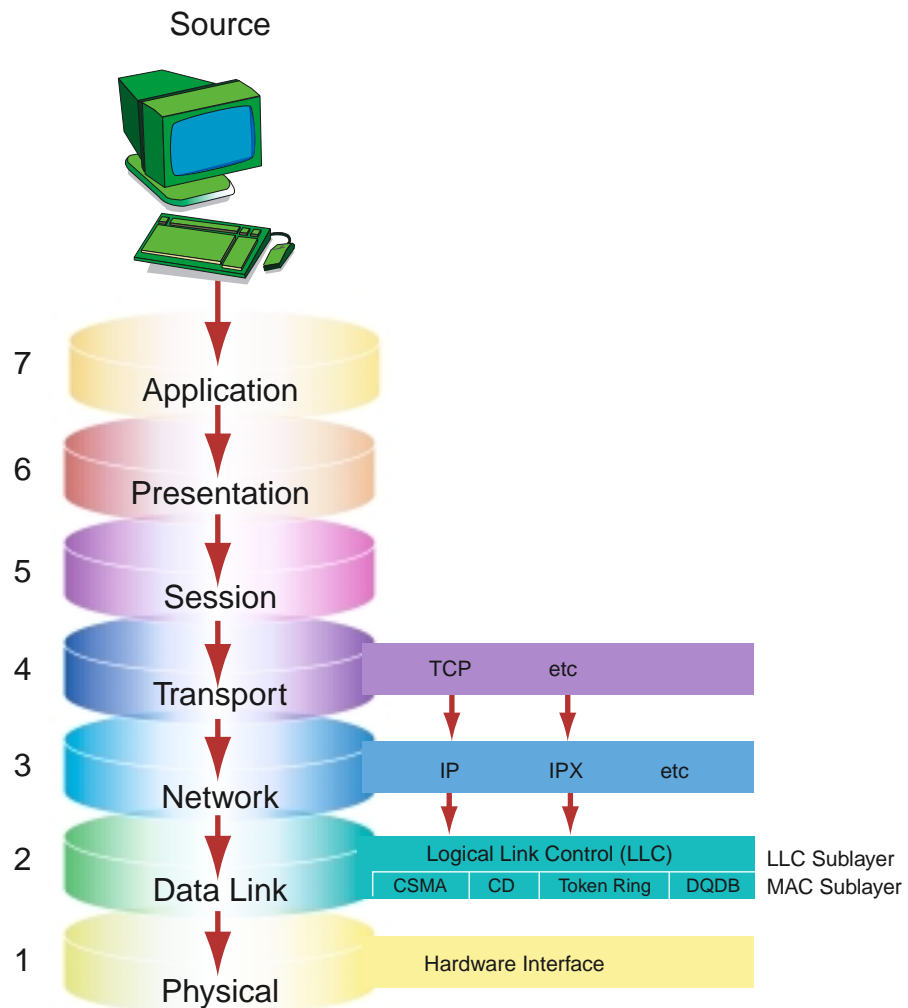 Source
7
Application
6
Presentation
5
Session
4
Transport
TCP etc
3
Network
IP IPX etc
2
Data Link
Logical Link Control (LLC)
LLC Sublayer
CSMA CD Token Ring DQDB
MAC Sublayer
1
Physical
Hardware Interface